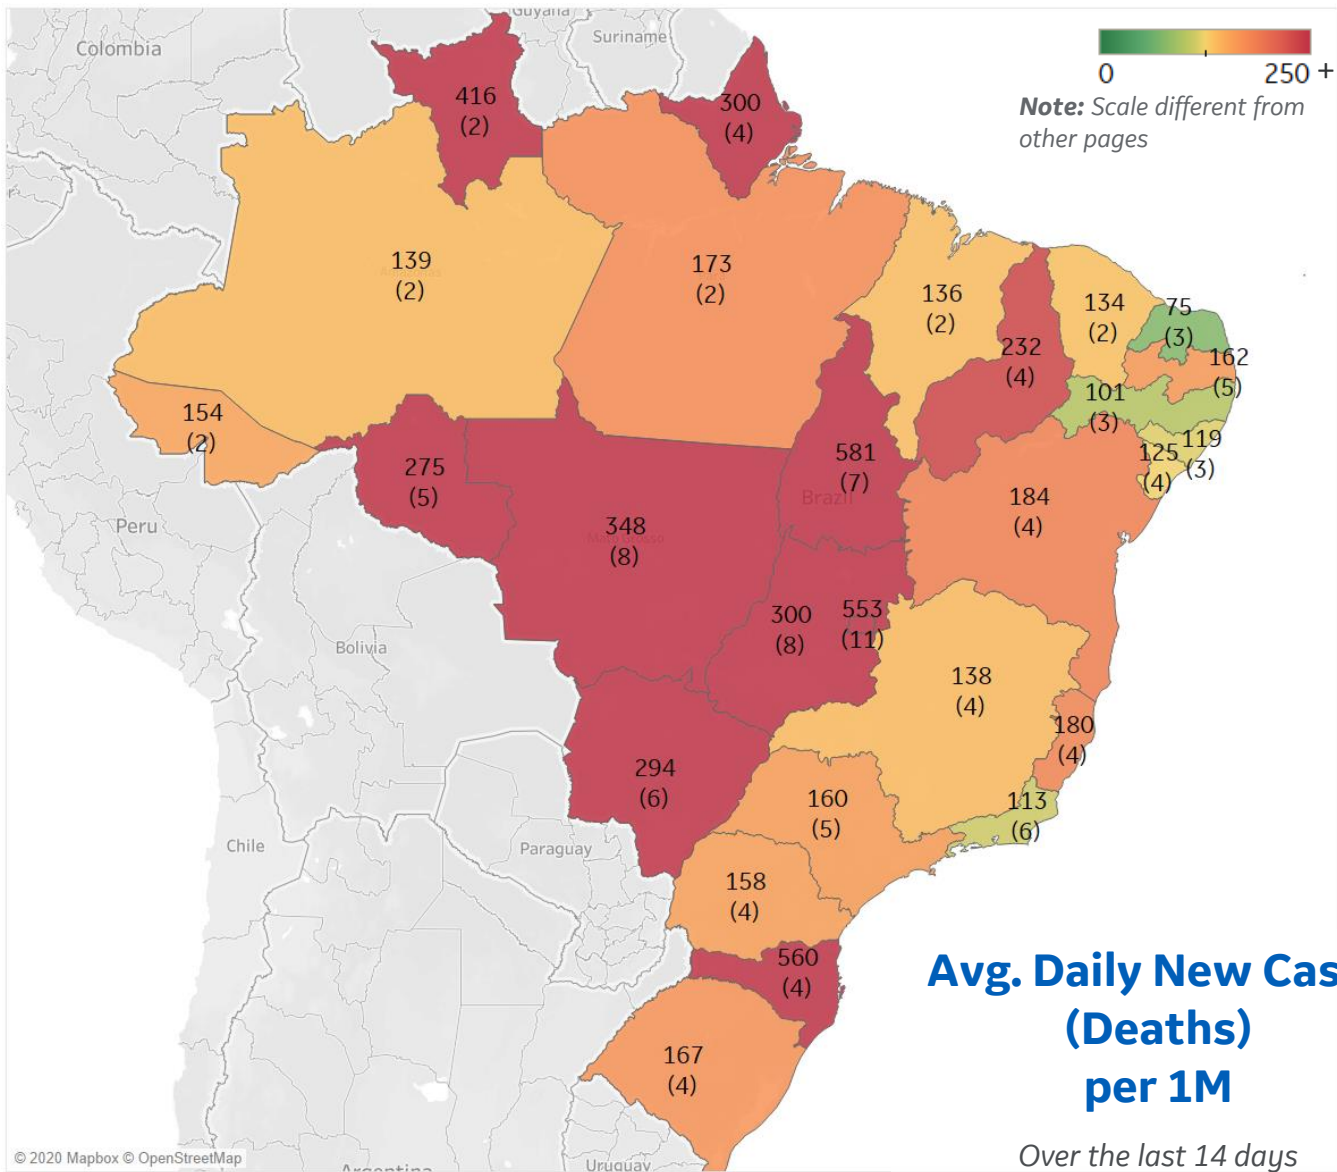 Guyana
Colombia
Suriname
0 250 +
Note: Scale different from
other pages
416
(2)
300
(4)
139
(2)
173
(2)
136
(2)
134
(2)
75
(3)
232
(4)
162
(5)
101
(3)
154
(2)
119
(3)
125
(4)
275
(5)
581
(7)
Brazil
184
(4)
Peru
348
Mato Grosso
(8)
300
(8)
553
(11)
Bolivia
138
(4)
180
(4)
294
(6)
160
(5)
113
(6)
Chile
Paraguay
158
(4)
560
(4)
Avg. Daily New Cas
(Deaths)
per 1M
167
(4)
Over the last 14 days
© 2020 Mapbox © OpenStreetMap
Argentina
Uruguay